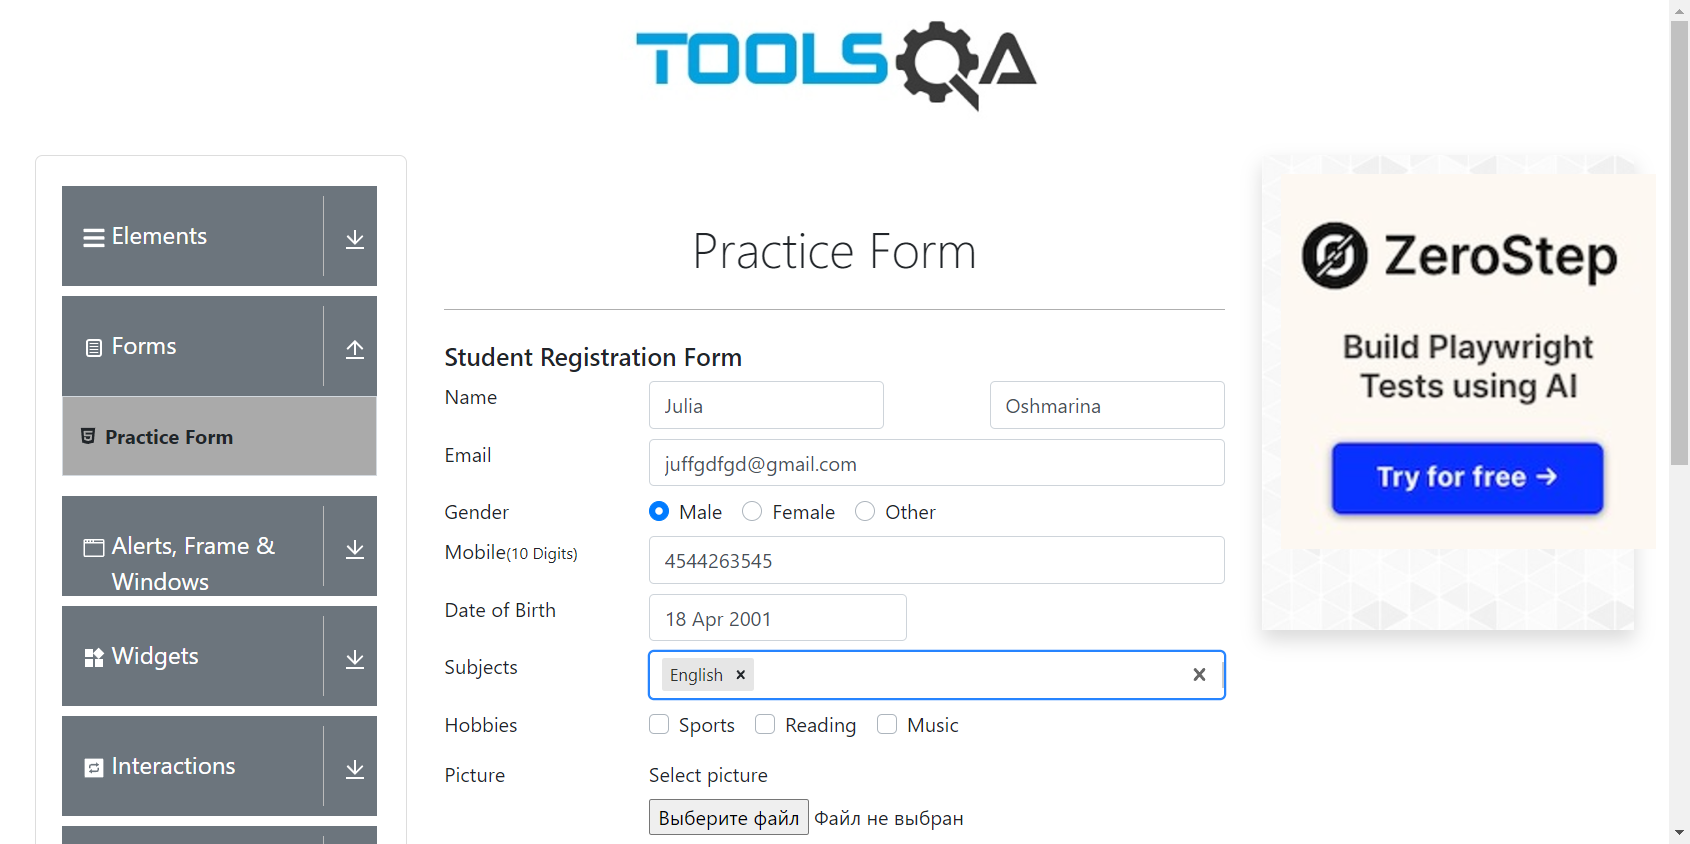 TOOLSQA
Elements
Forms
Practice Form
Alerts, Frame &
Windows
Widgets
Interactions
Practice Form
Student Registration Form
Name
Julia
Oshmarina
Email
juffgdfgd@gmail.com
Gender
Male
Female
Other
Mobile(10 Digits)
4544263545
Date of Birth
18 Apr 2001
Subjects
English
Hobbies
Sports
Reading
Music
Picture
Select picture
Выберите файл
Файл не выбран
ZeroStep
Build Playwright
Tests using AI
Try for free →